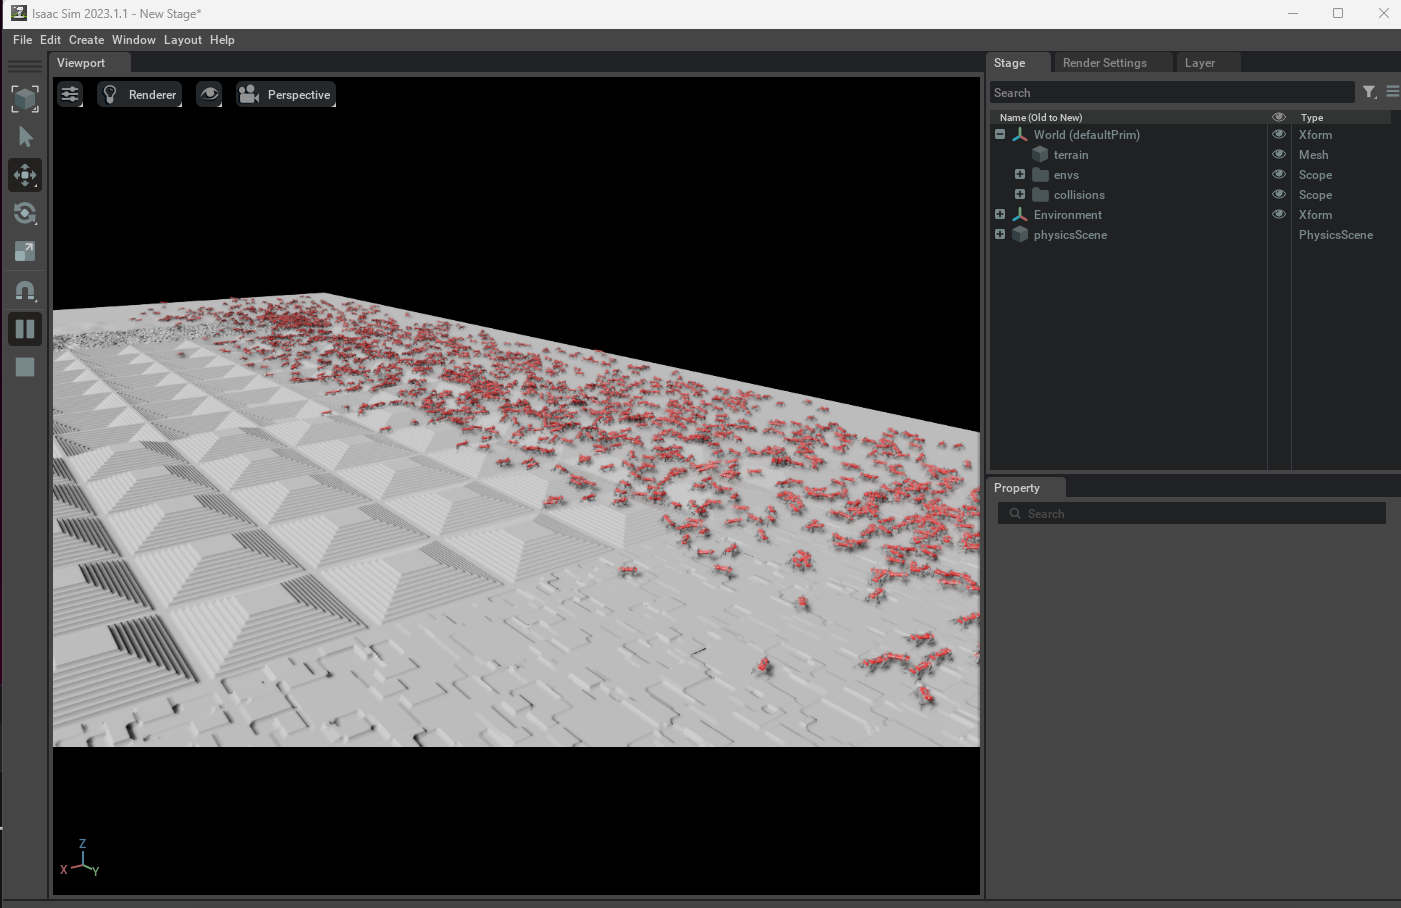 Isaac Sim 2023.1.1 - New Stage*
File Edit Create Window Layout Help
Viewport
Renderer
Perspective
Z
X
Y
Stage
Render Settings
Layer
Search
Name (Old to New)
Type
World (defaultPrim)
Xform
terrain
Mesh
envs
Scope
collisions
Scope
Environment
Xform
physicsScene
PhysicsScene
Property
Search